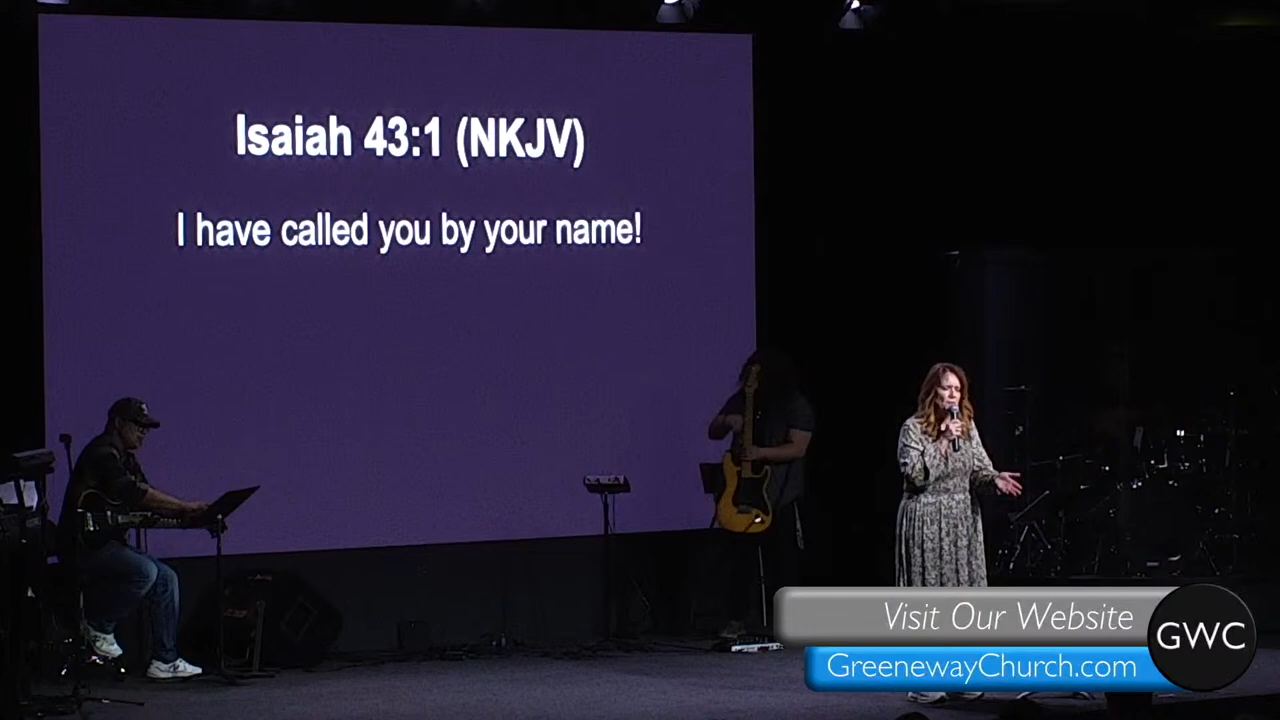 Isaiah 43:1 (NKJV)
I have called you by your name!
Visit Our Website
GWC
GreenewayChurch.com